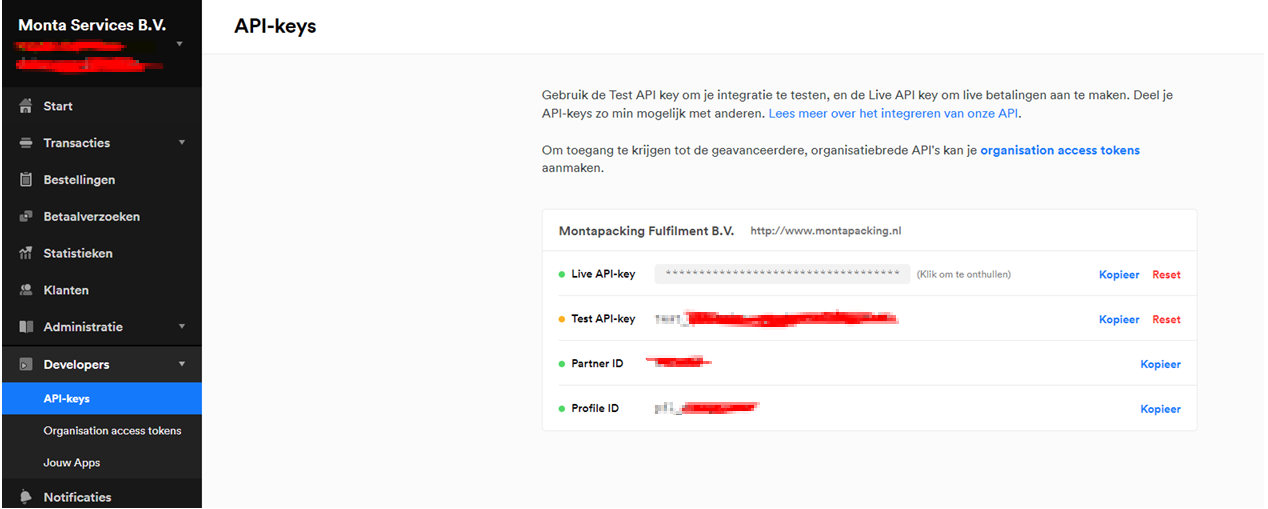 Monta Services B.V.
API-keys
Start
Transacties
Bestellingen
Betaalverzoeken
Statistieken
Klanten
Administratie
Developers
API-keys
Organisation access tokens
Jouw Apps
Notificaties
Gebruik de Test API key om je integratie te testen, en de Live API key om live betalingen aan te maken. Deel je
API-keys zo min mogelijk met anderen. Lees meer over het integreren van onze API.
Om toegang te krijgen tot de geavanceerdere, organisatiebrede API's kan je organisation access tokens
aanmaken.
Montapacking Fulfilment B.V. http://www.montapacking.nl
Live API-key *********************************** (Klik om te onthullen) Kopieer Reset
Test API-key Kopieer Reset
Partner ID Kopieer
Profile ID Kopieer